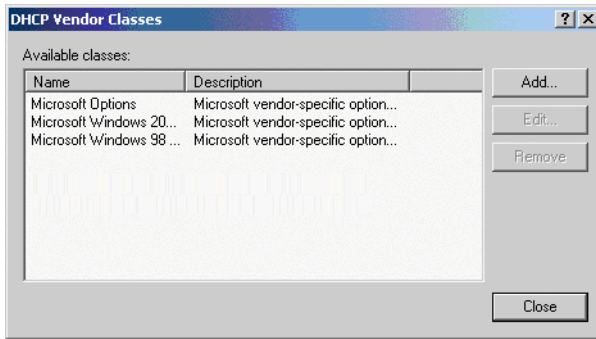 DHCP Vendor Classes
Available classes:
Name Description
Microsoft Options Microsoft vendor-specific option...
Microsoft Windows 20... Microsoft vendor-specific option...
Microsoft Windows 98 ... Microsoft vendor-specific option...
Add...
Edit...
Remove
Close